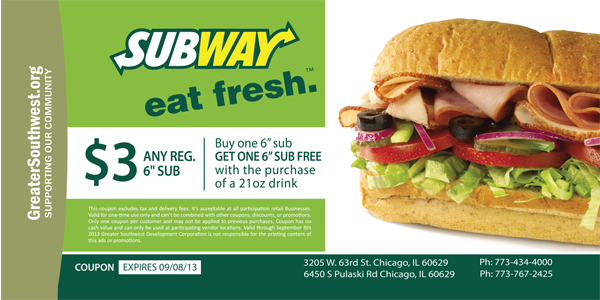 GreaterSouthwest.org
SUPPORTING OUR COMMUNITY
SUBWAY
eat fresh.™
$3 ANY REG.
6" SUB
Buy one 6” sub
GET ONE 6” SUB FREE
with the purchase
of a 21oz drink
This coupon excludes tax and delivery fees. It's acceptable at all participation retail Businesses.
Valid for one-time use only and can't be combined with other coupons, discounts, or promotions.
Only one coupon per customer and may not be applied to previous purchases. Coupon has no
cash value and can only be used at participating vendor locations. Valid through September 8th
2013 Greater Southwest Development Corporation is not responsible for the printing content of
this ads or promotions.
COUPON EXPIRES 09/08/13
3205 W. 63rd St. Chicago, IL 60629 Ph: 773-434-4000
6450 S Pulaski Rd Chicago, IL 60629 Ph: 773-767-2425